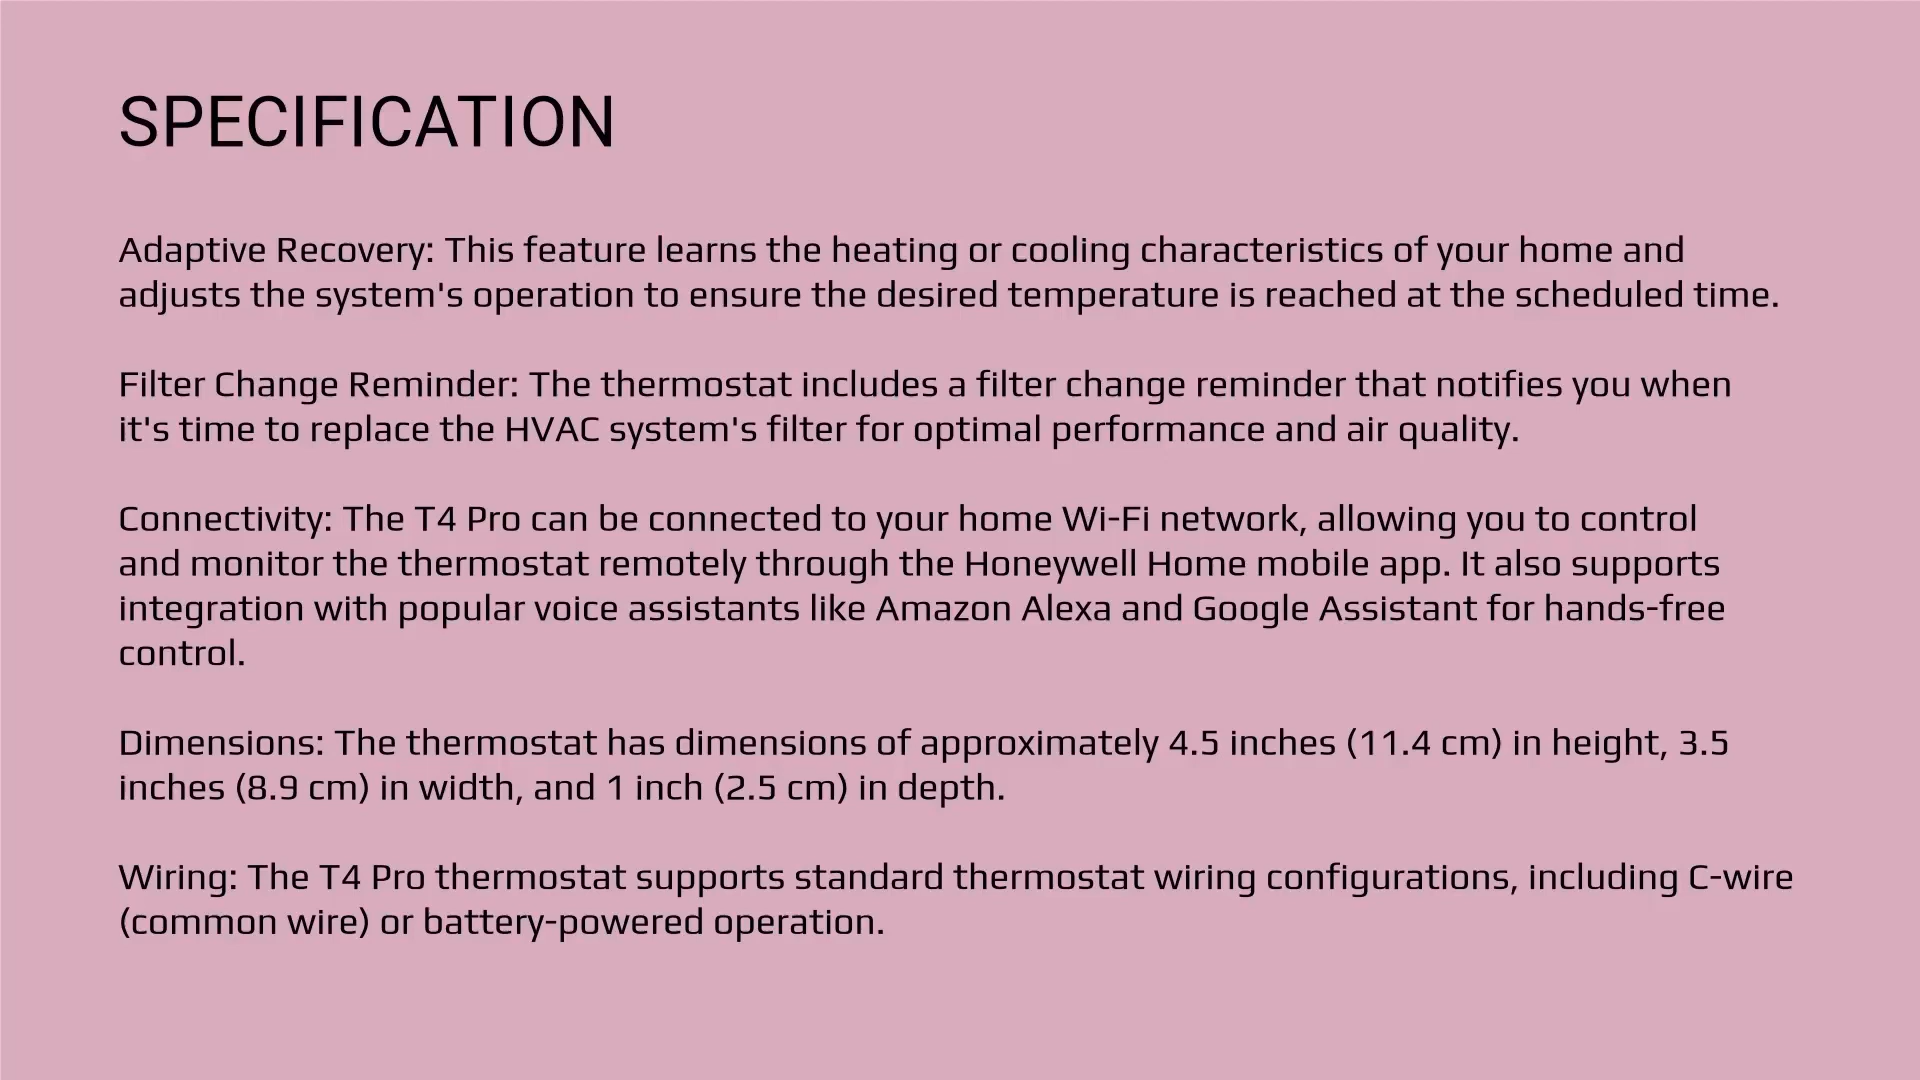 SPECIFICATION
Adaptive Recovery: This feature learns the heating or cooling characteristics of your home and
adjusts the system's operation to ensure the desired temperature is reached at the scheduled time.
Filter Change Reminder: The thermostat includes a filter change reminder that notifies you when
it's time to replace the HVAC system's filter for optimal performance and air quality.
Connectivity: The T4 Pro can be connected to your home Wi-Fi network, allowing you to control
and monitor the thermostat remotely through the Honeywell Home mobile app. It also supports
integration with popular voice assistants like Amazon Alexa and Google Assistant for hands-free
control.
Dimensions: The thermostat has dimensions of approximately 4.5 inches (11.4 cm) in height, 3.5
inches (8.9 cm) in width, and 1 inch (2.5 cm) in depth.
Wiring: The T4 Pro thermostat supports standard thermostat wiring configurations, including C-wire
(common wire) or battery-powered operation.